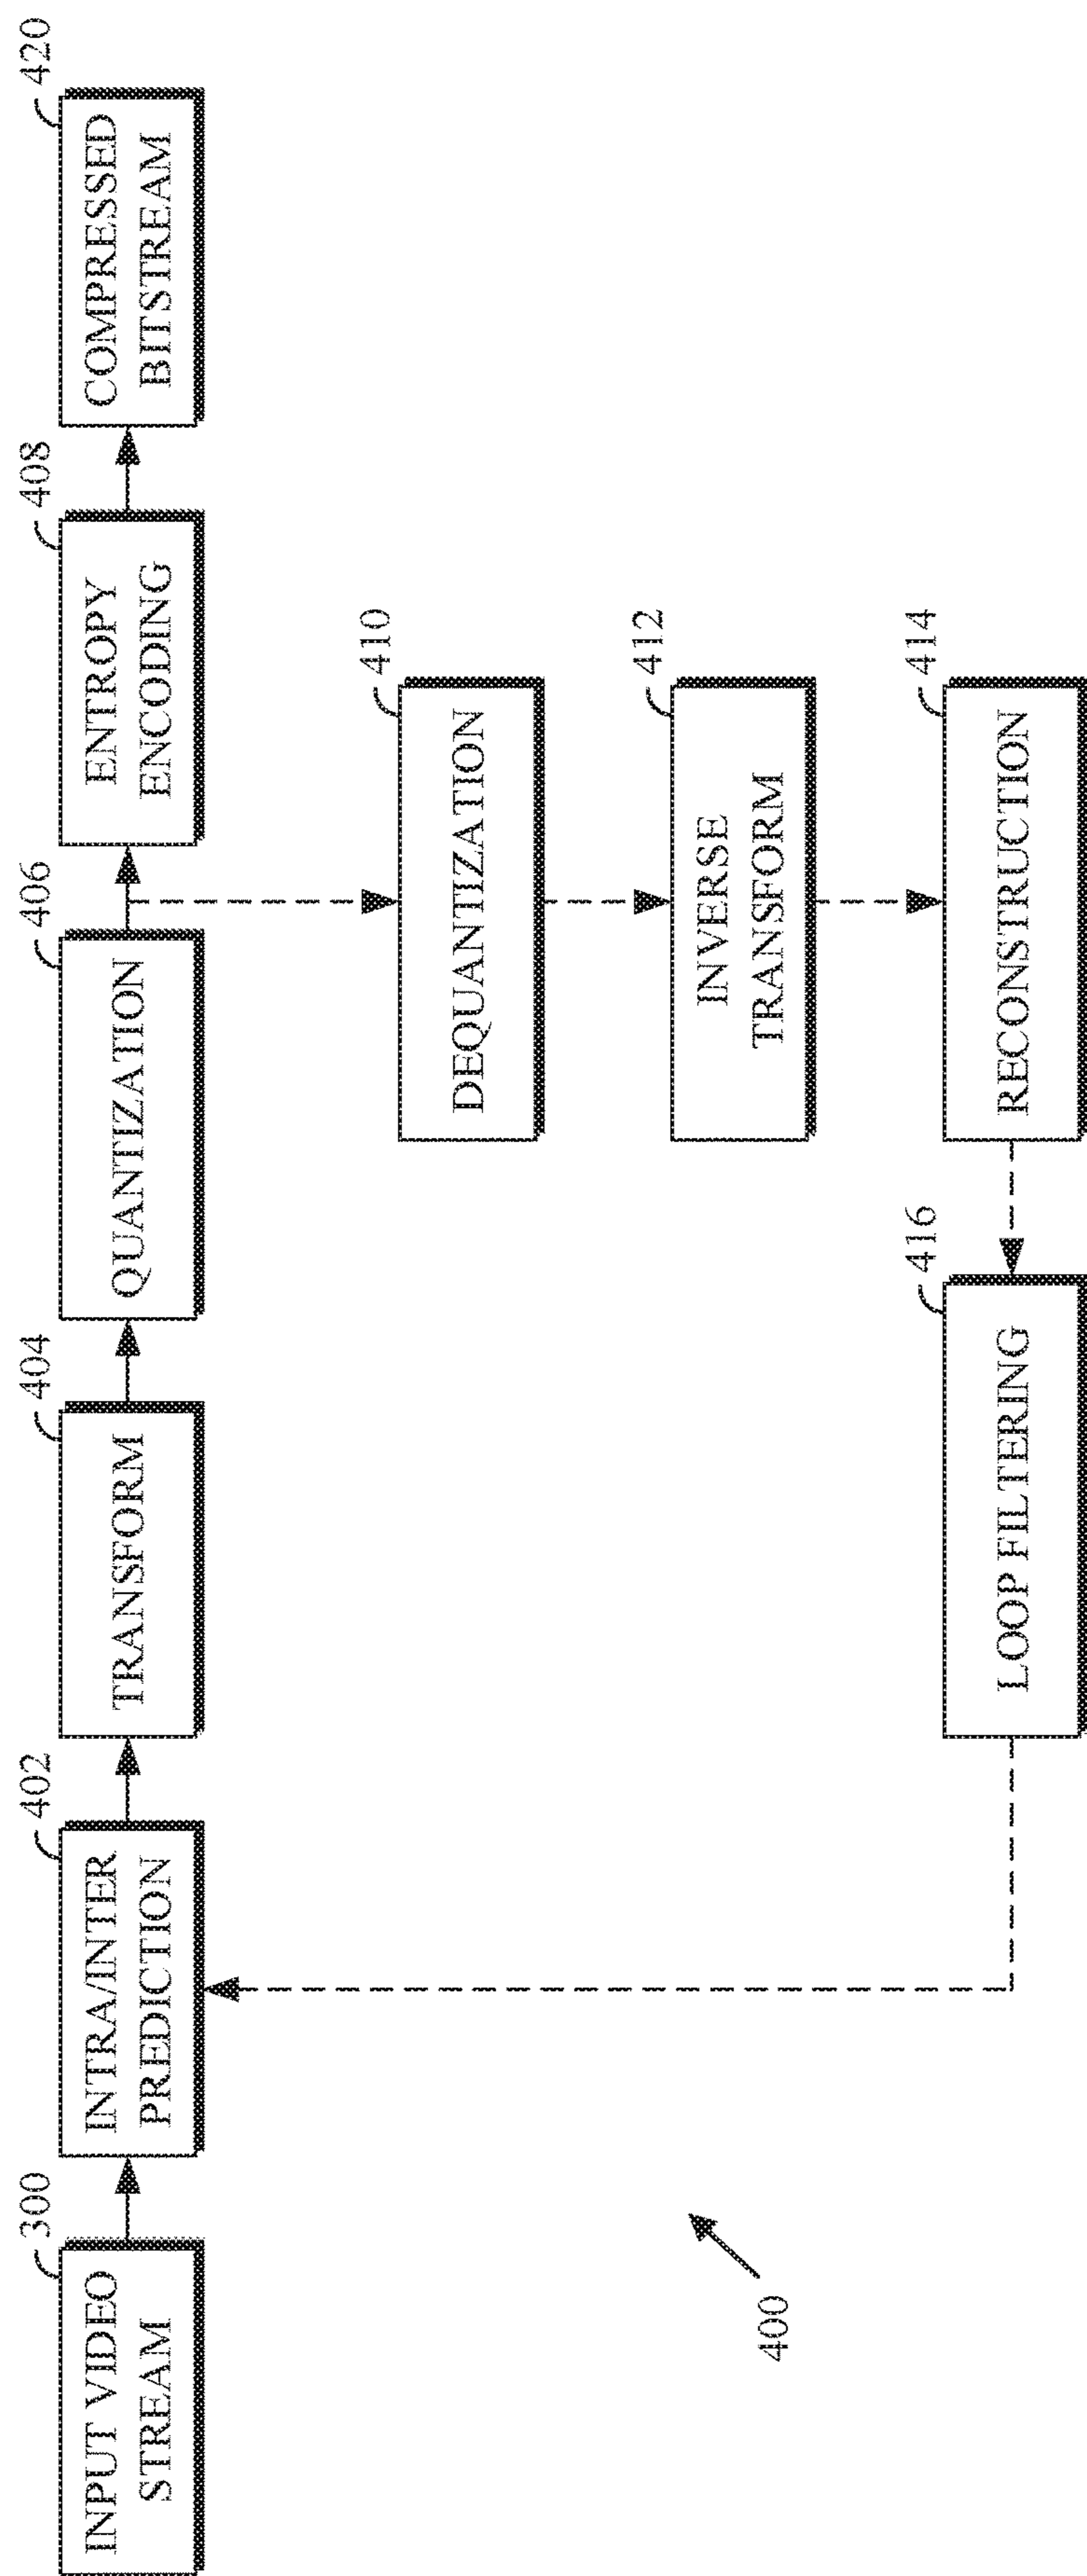 300
INPUT VIDEO
STREAM
402
INTRA/INTER
PREDICTION
404
TRANSFORM
406
QUANTIZATION
408
ENTROPY
ENCODING
420
COMPRESSED
BITSTREAM
410
DEQUANTIZATION
412
INVERSE
TRANSFORM
414
RECONSTRUCTION
416
LOOP FILTERING
400